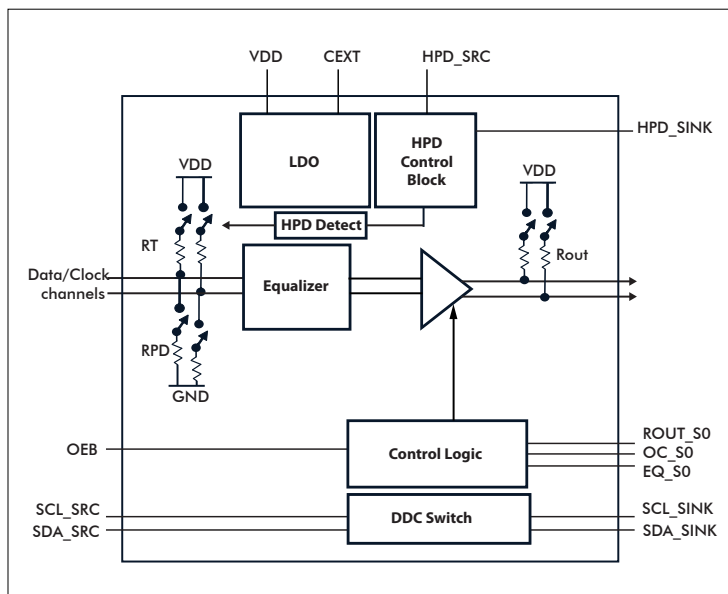 VDD
CEXT
HPD_SRC
LDO
HPD
Control
Block
HPD_SINK
VDD
VDD
HPD Detect
RT
Rout
Data/Clock
channels
Equalizer
RPD
GND
OEB
Control Logic
ROUT_S0
OC_S0
EQ_S0
SCL_SRC
SDA_SRC
DDC Switch
SCL_SINK
SDA_SINK